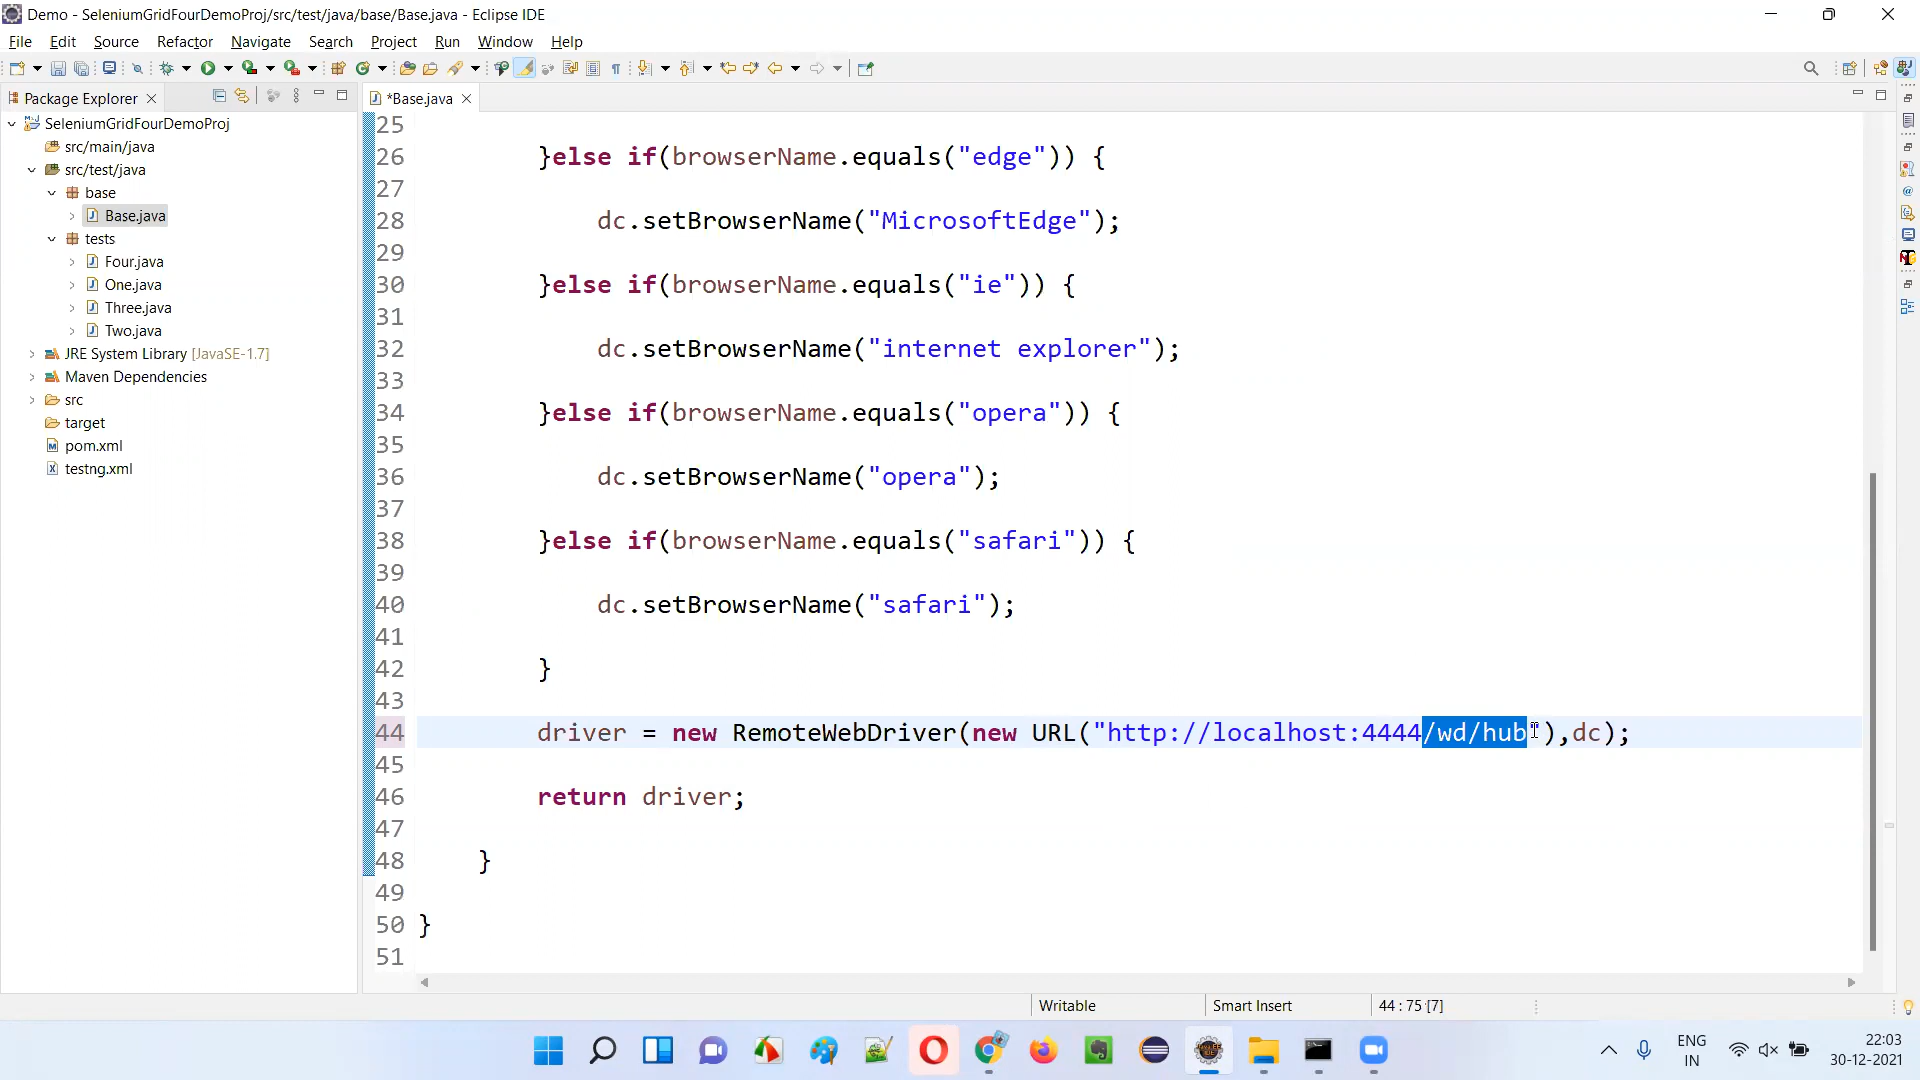 Demo - SeleniumGridFourDemoProj/src/test/java/base/Base.java - Eclipse IDE
File Edit Source Refactor Navigate Search Project Run Window Help
Package Explorer
*Base.java
SeleniumGridFourDemoProj
src/main/java
src/test/java
base
Base.java
tests
Four.java
One.java
Three.java
Two.java
JRE System Library [JavaSE-1.7]
Maven Dependencies
src
target
pom.xml
testng.xml
25
26 }else if(browserName.equals("edge")) {
27
28 dc.setBrowserName("MicrosoftEdge");
29
30 }else if(browserName.equals("ie")) {
31
32 dc.setBrowserName("internet explorer");
33
34 }else if(browserName.equals("opera")) {
35
36 dc.setBrowserName("opera");
37
38 }else if(browserName.equals("safari")) {
39
40 dc.setBrowserName("safari");
41
42 }
43
44 driver = new RemoteWebDriver(new URL("http://localhost:4444/wd/hub"),dc);
45
46 return driver;
47
48 }
49
50 }
51
Writable Smart Insert 44 : 75 [7]
ENG
IN
22:03
30-12-2021